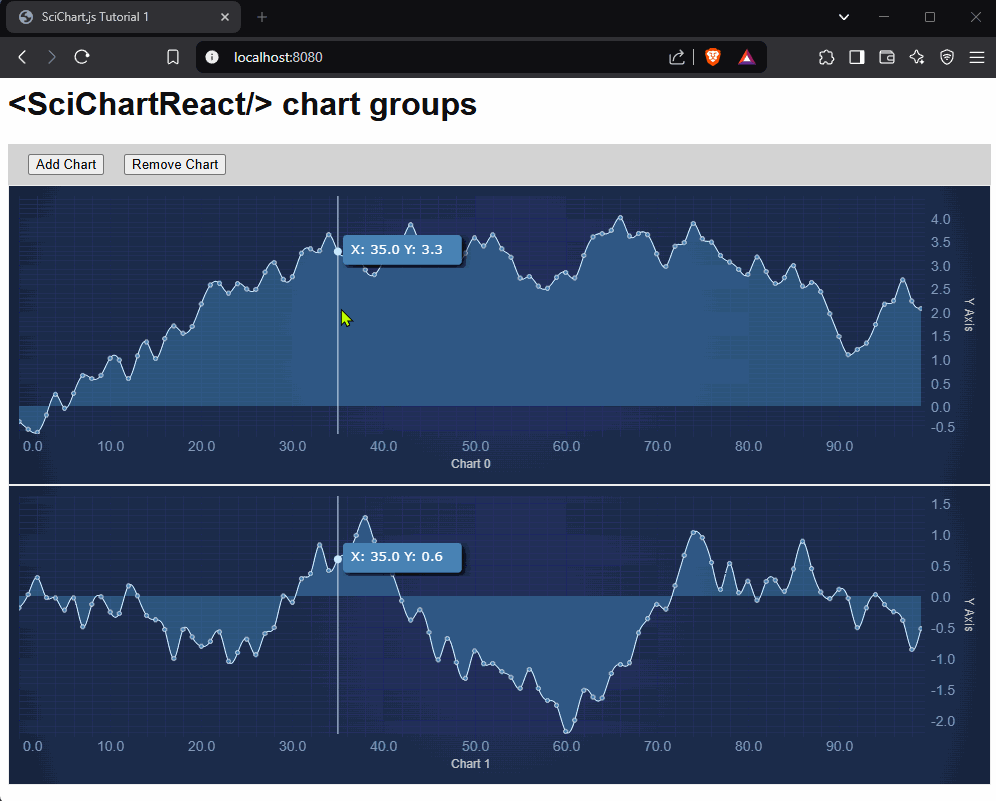 SciChart.js Tutorial 1
localhost:8080
<SciChartReact/> chart groups
Add Chart Remove Chart
4.0
3.5
X: 35.0 Y: 3.3
3.0
2.5
2.0
Y Axis
1.5
1.0
0.5
0.0
-0.5
0.0 10.0 20.0 30.0 40.0 50.0 60.0 70.0 80.0 90.0
Chart 0
1.5
1.0
X: 35.0 Y: 0.6
0.5
0.0
Y Axis
-0.5
-1.0
-1.5
-2.0
0.0 10.0 20.0 30.0 40.0 50.0 60.0 70.0 80.0 90.0
Chart 1